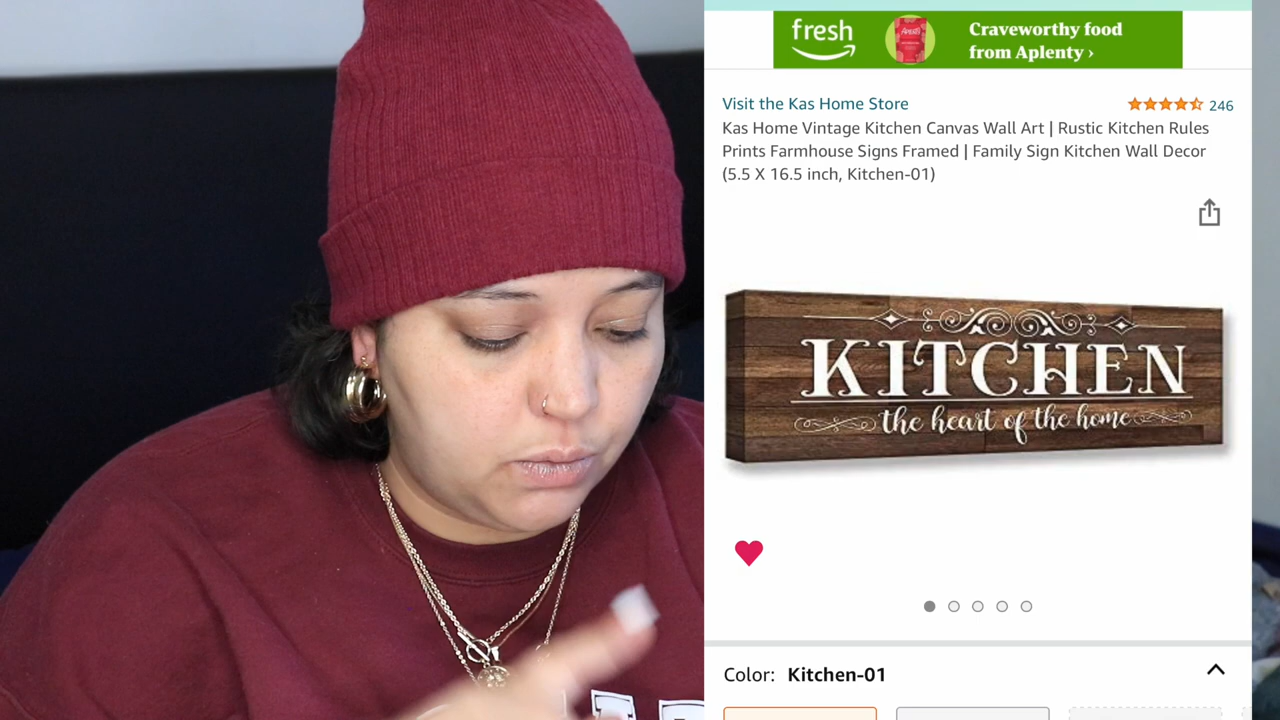 fresh
Craveworthy food
from Aplenty ›
Visit the Kas Home Store
246
Kas Home Vintage Kitchen Canvas Wall Art | Rustic Kitchen Rules
Prints Farmhouse Signs Framed | Family Sign Kitchen Wall Decor
(5.5 X 16.5 inch, Kitchen-01)
KITCHEN
the heart of the home
Color: Kitchen-01